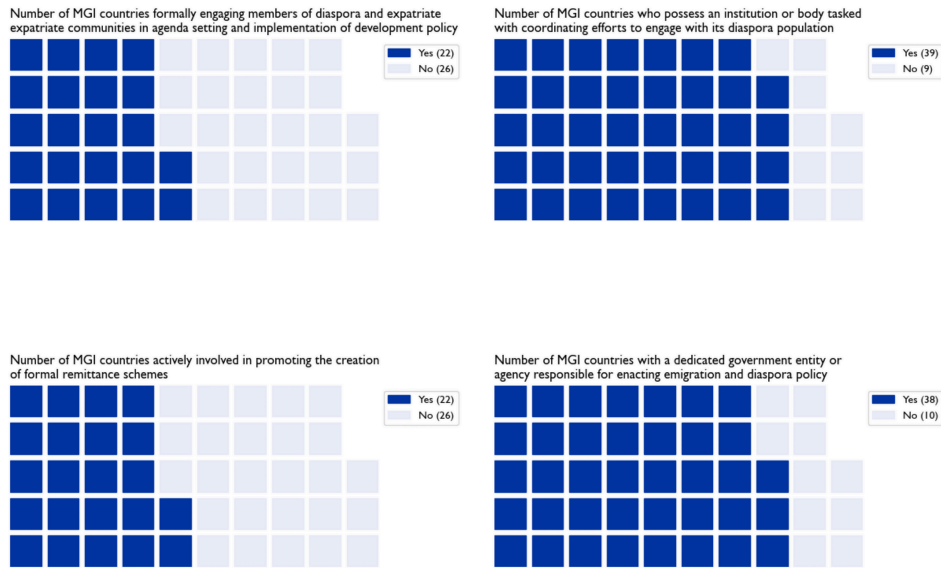 Number of MGI countries formally engaging members of diaspora and expatriate
expatriate communities in agenda setting and implementation of development policy
Yes (22)
No (26)
Number of MGI countries who possess an institution or body tasked
with coordinating efforts to engage with its diaspora population
Yes (39)
No (9)
Number of MGI countries actively involved in promoting the creation
of formal remittance schemes
Yes (22)
No (26)
Number of MGI countries with a dedicated government entity or
agency responsible for enacting emigration and diaspora policy
Yes (38)
No (10)